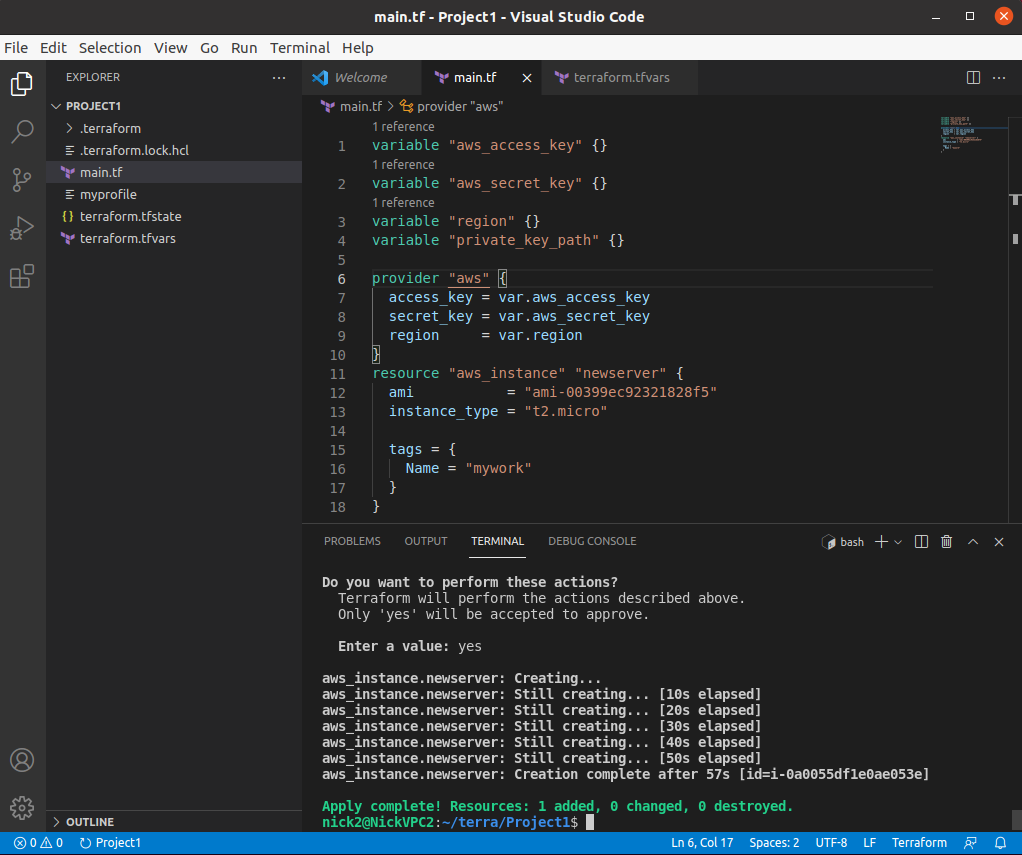 main.tf - Project1 - Visual Studio Code
File Edit Selection View Go Run Terminal Help
EXPLORER
PROJECT1
.terraform
.terraform.lock.hcl
main.tf
myprofile
{} terraform.tfstate
terraform.tfvars
OUTLINE
Welcome main.tf terraform.tfvars
main.tf > provider "aws"
1 reference
1 variable "aws_access_key" {}
1 reference
2 variable "aws_secret_key" {}
1 reference
3 variable "region" {}
4 variable "private_key_path" {}
5
6 provider "aws" {
7 access_key = var.aws_access_key
8 secret_key = var.aws_secret_key
9 region     = var.region
10 }
11 resource "aws_instance" "newserver" {
12 ami           = "ami-00399ec92321828f5"
13 instance_type = "t2.micro"
14
15 tags = {
16 Name = "mywork"
17 }
18 }
PROBLEMS OUTPUT TERMINAL DEBUG CONSOLE bash
Do you want to perform these actions?
Terraform will perform the actions described above.
Only 'yes' will be accepted to approve.
Enter a value: yes
aws_instance.newserver: Creating...
aws_instance.newserver: Still creating... [10s elapsed]
aws_instance.newserver: Still creating... [20s elapsed]
aws_instance.newserver: Still creating... [30s elapsed]
aws_instance.newserver: Still creating... [40s elapsed]
aws_instance.newserver: Still creating... [50s elapsed]
aws_instance.newserver: Creation complete after 57s [id=i-0a0055df1e0ae053e]
Apply complete! Resources: 1 added, 0 changed, 0 destroyed.
nick2@NickVPC2:~/terra/Project1$
0 0 Project1 Ln 6, Col 17 Spaces: 2 UTF-8 LF Terraform